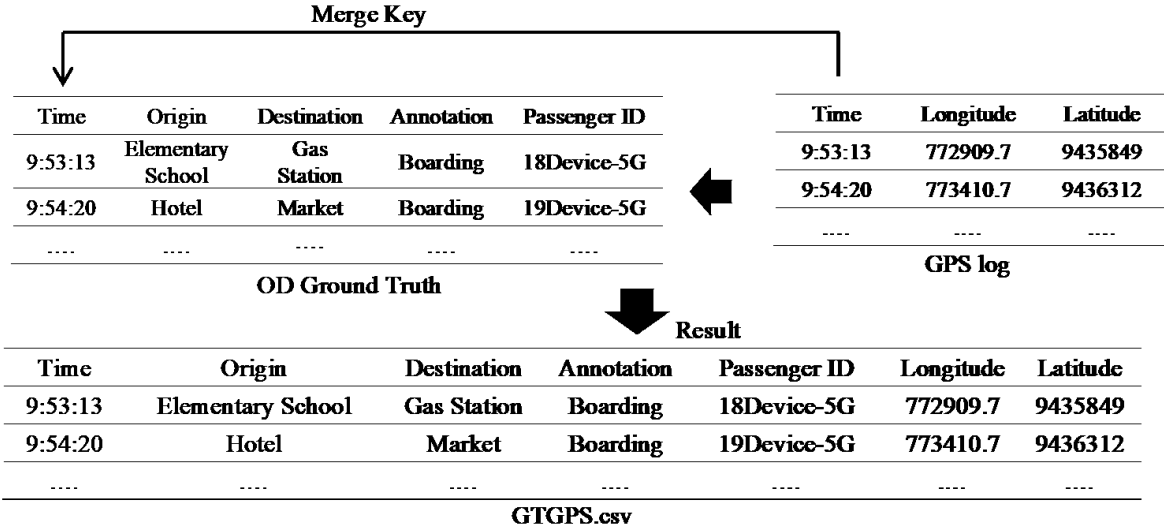 Merge Key
Time Origin Destination Annotation Passenger ID
9:53:13 Elementary School Gas Station Boarding 18Device-5G
9:54:20 Hotel Market Boarding 19Device-5G
---- ---- ---- ---- ----
OD Ground Truth
Time Longitude Latitude
9:53:13 772909.7 9435849
9:54:20 773410.7 9436312
---- ---- ----
GPS log
Result
Time Origin Destination Annotation Passenger ID Longitude Latitude
9:53:13 Elementary School Gas Station Boarding 18Device-5G 772909.7 9435849
9:54:20 Hotel Market Boarding 19Device-5G 773410.7 9436312
---- ---- ---- ---- ---- ---- ----
GTGPS.csv